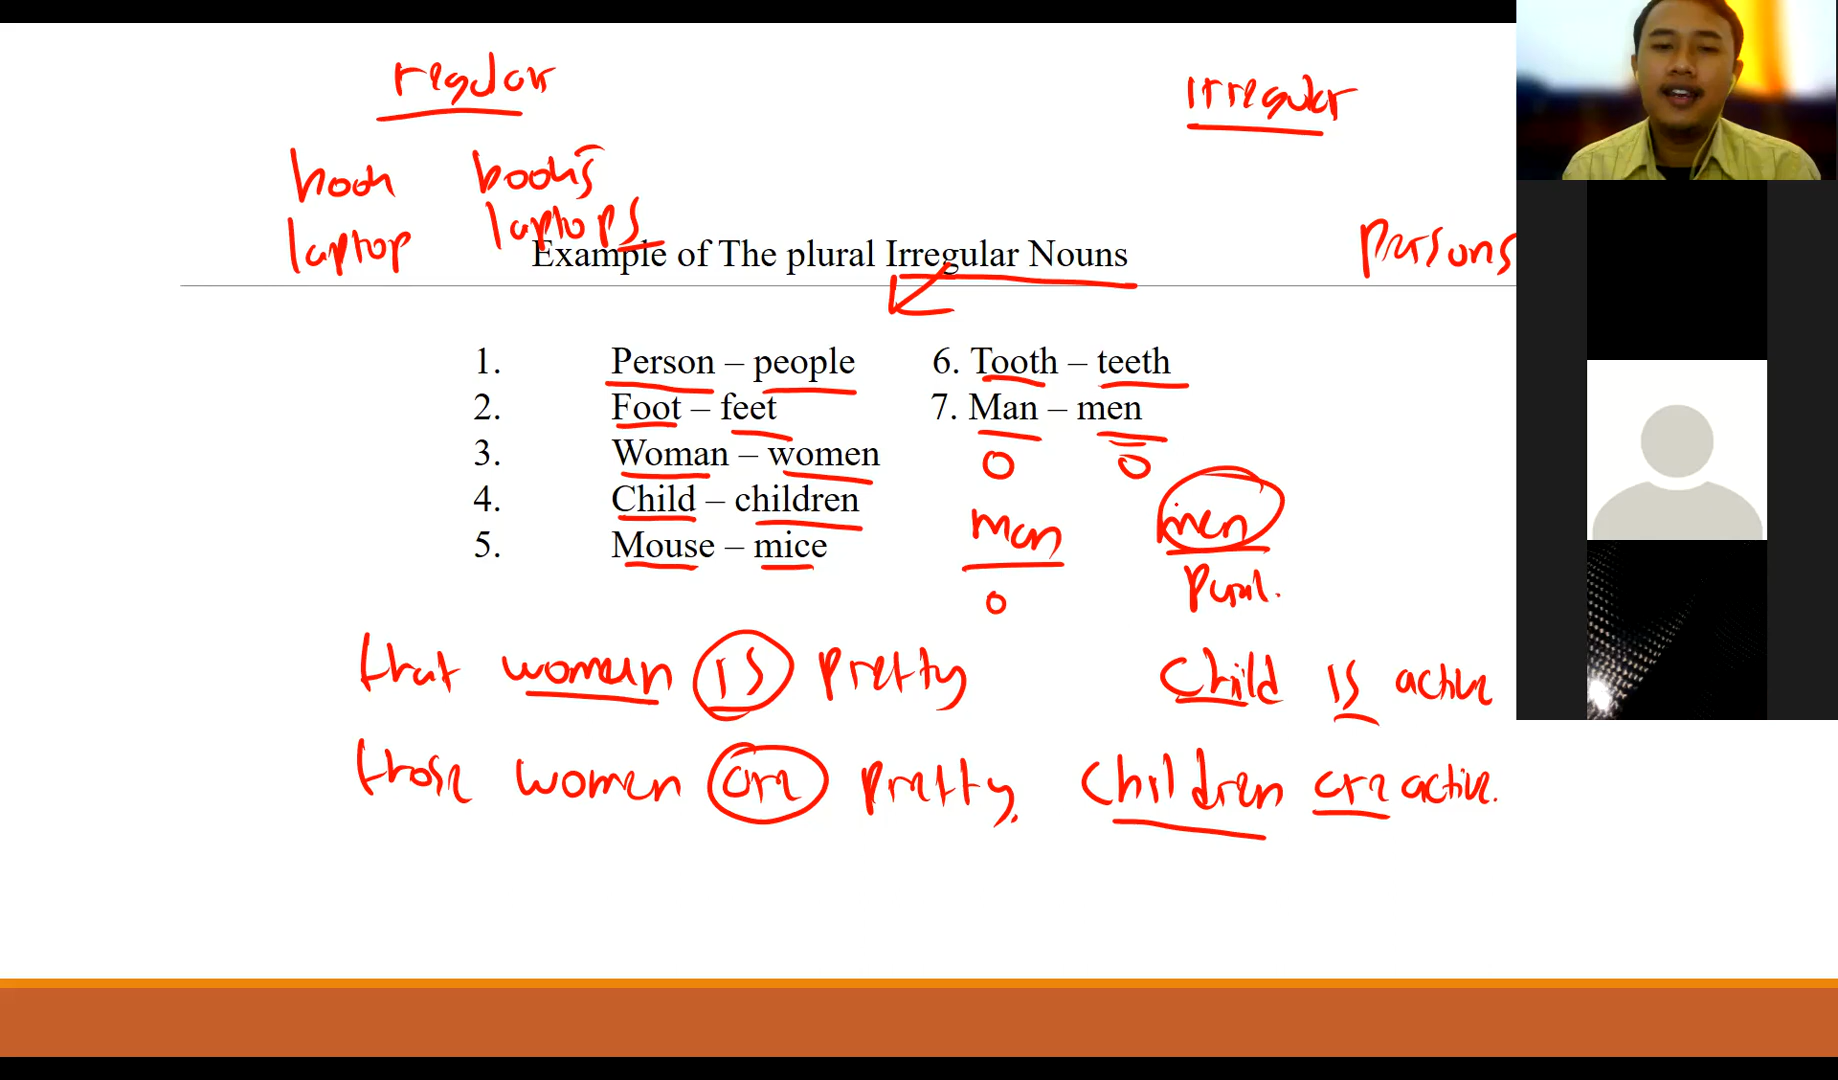 regular
Irregular
book books
laptop laptops
persons
Example of The plural Irregular Nouns
1. Person – people
2. Foot – feet
3. Woman – women
4. Child – children
5. Mouse – mice
6. Tooth – teeth
7. Man – men
man men
Pural.
that woman is pretty
those women are pretty.
Child is active
Children are active.